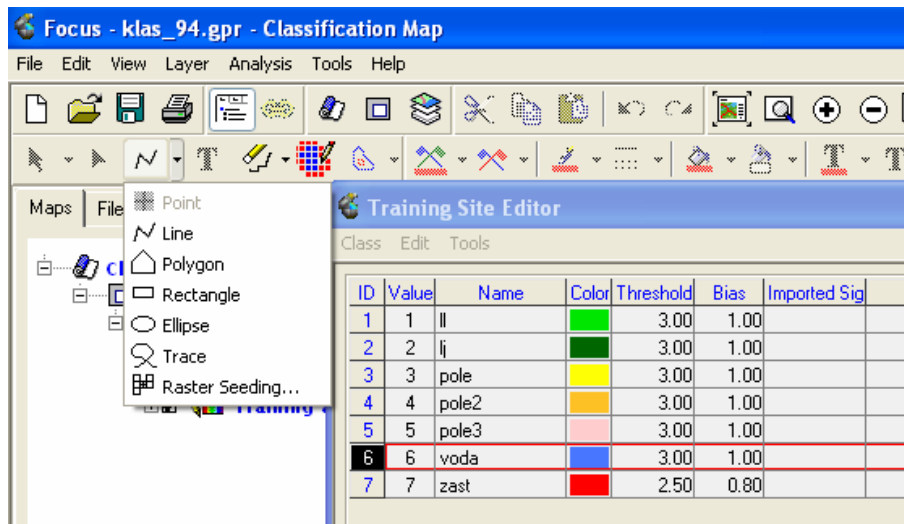 Focus - klas_94.gpr - Classification Map
File Edit View Layer Analysis Tools Help
Maps File
Point
Line
Polygon
Rectangle
Ellipse
Trace
Raster Seeding...
Training
Training Site Editor
Class Edit Tools
ID Value Name Color Threshold Bias Imported Sig
1 1 ll 3.00 1.00
2 2 lj 3.00 1.00
3 3 pole 3.00 1.00
4 4 pole2 3.00 1.00
5 5 pole3 3.00 1.00
6 6 voda 3.00 1.00
7 7 zast 2.50 0.80